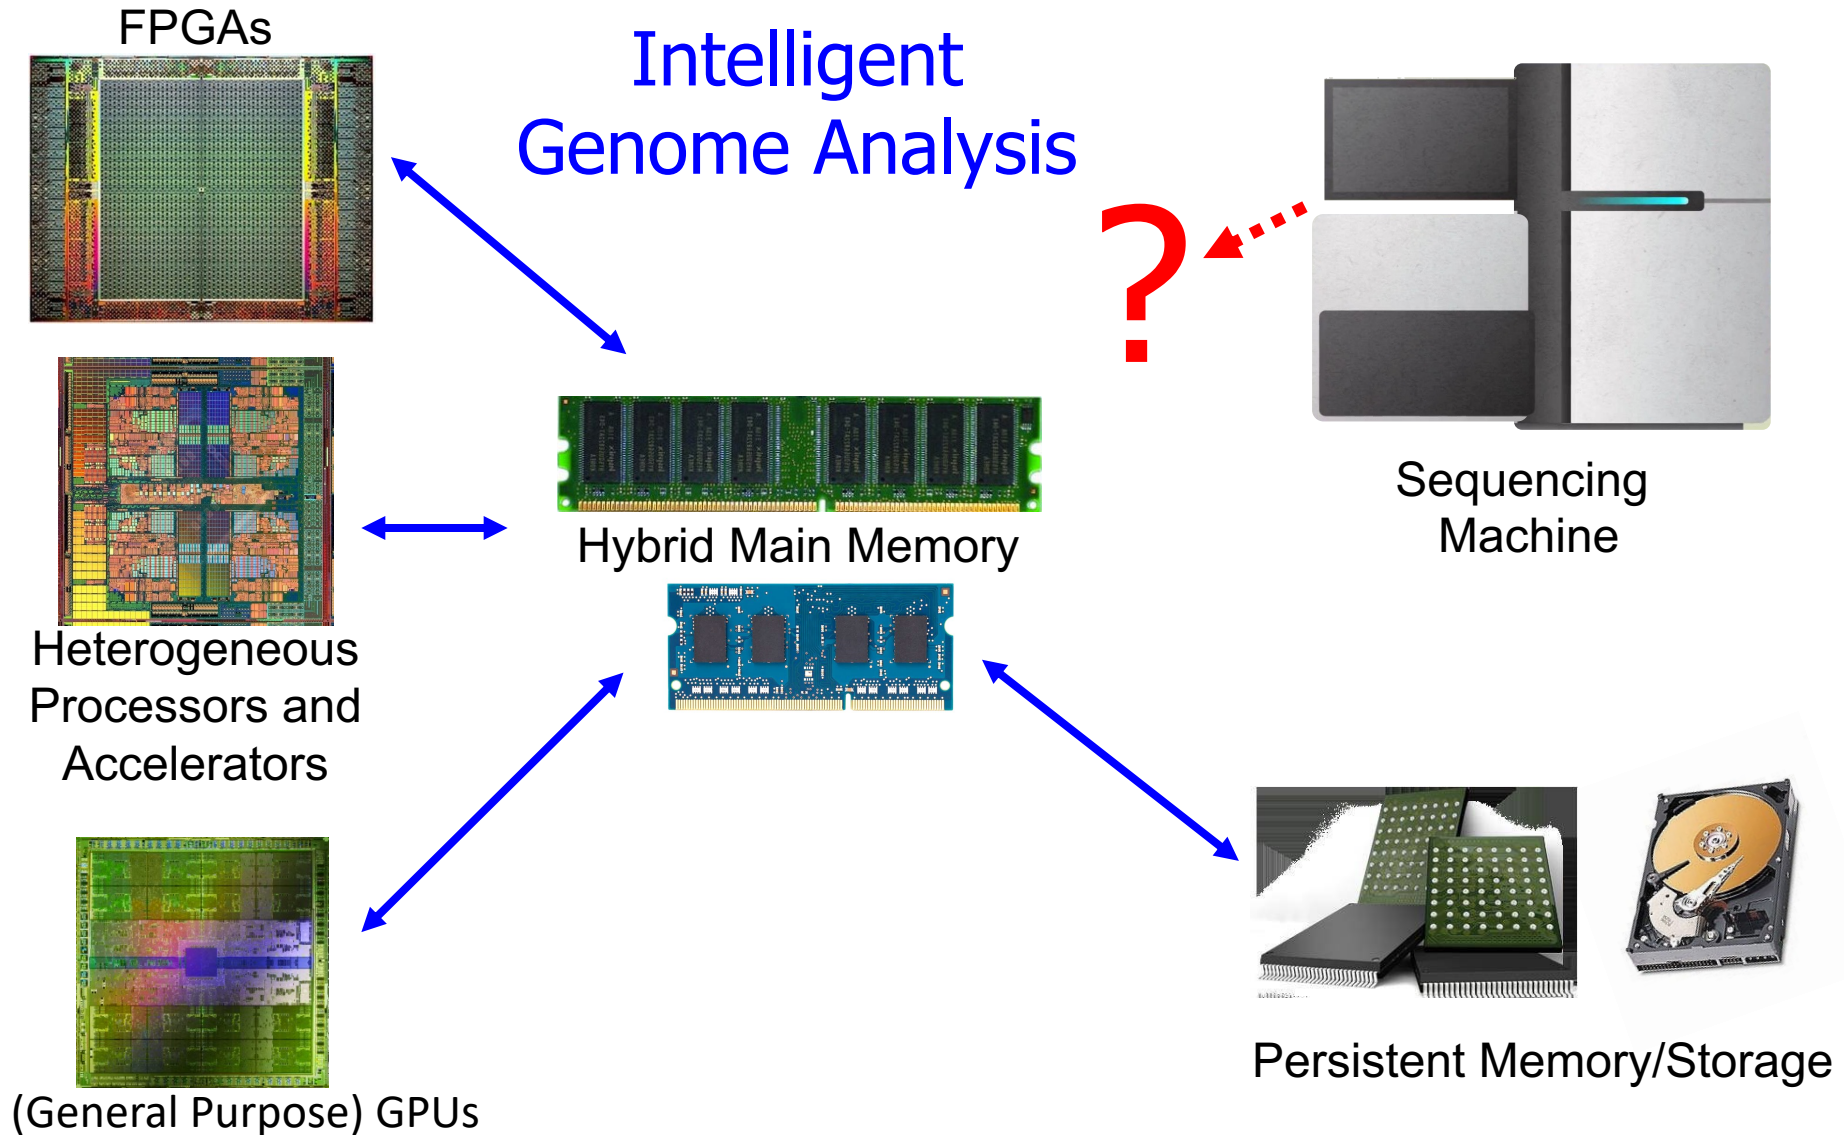 FPGAs
Intelligent
Genome Analysis
?
Sequencing
Machine
Hybrid Main Memory
Heterogeneous
Processors and
Accelerators
Persistent Memory/Storage
(General Purpose) GPUs